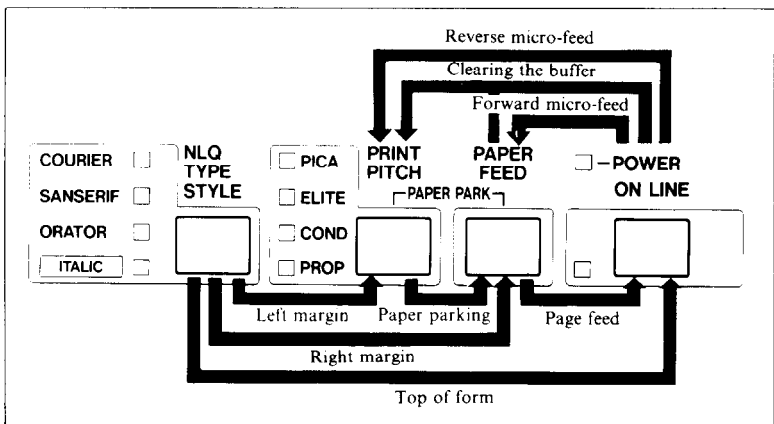 Reverse micro-feed
Clearing the buffer
Forward micro-feed
COURIER
SANSERIF
ORATOR
ITALIC
NLQ
TYPE
STYLE
PICA
ELITE
COND
PROP
PRINT
PITCH
PAPER
FEED
PAPER PARK
POWER
ON LINE
Left margin
Paper parking
Page feed
Right margin
Top of form